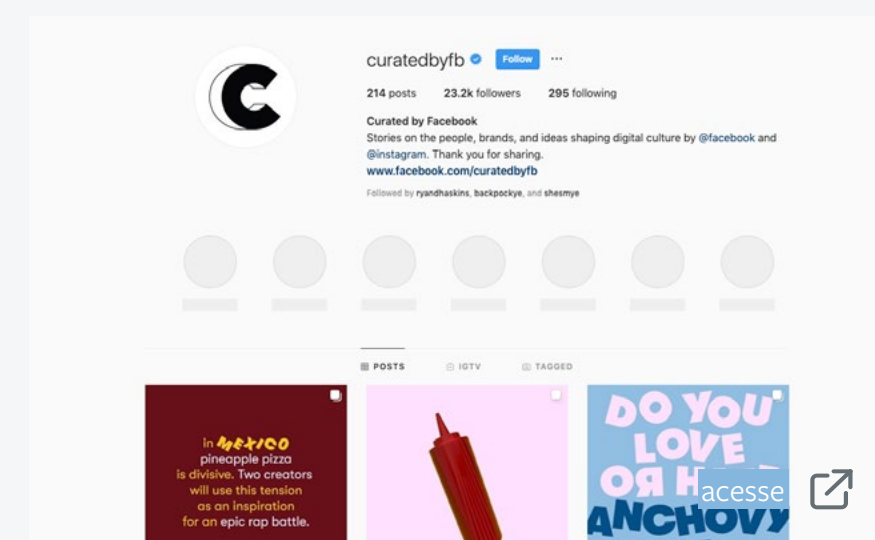 curatedbyfb
Follow
214 posts 23.2k followers 295 following
Curated by Facebook
Stories on the people, brands, and ideas shaping digital culture by @facebook and
@instagram. Thank you for sharing.
www.facebook.com/curatedbyfb
Followed by ryandhaskins, backpockye, and shesmye
POSTS IGTV TAGGED
in MEXICO
pineapple pizza
is divisive. Two creators
will use this tension
as an inspiration
for an epic rap battle.
DO YOU
LOVE
OR
ANCHOVY
acesse